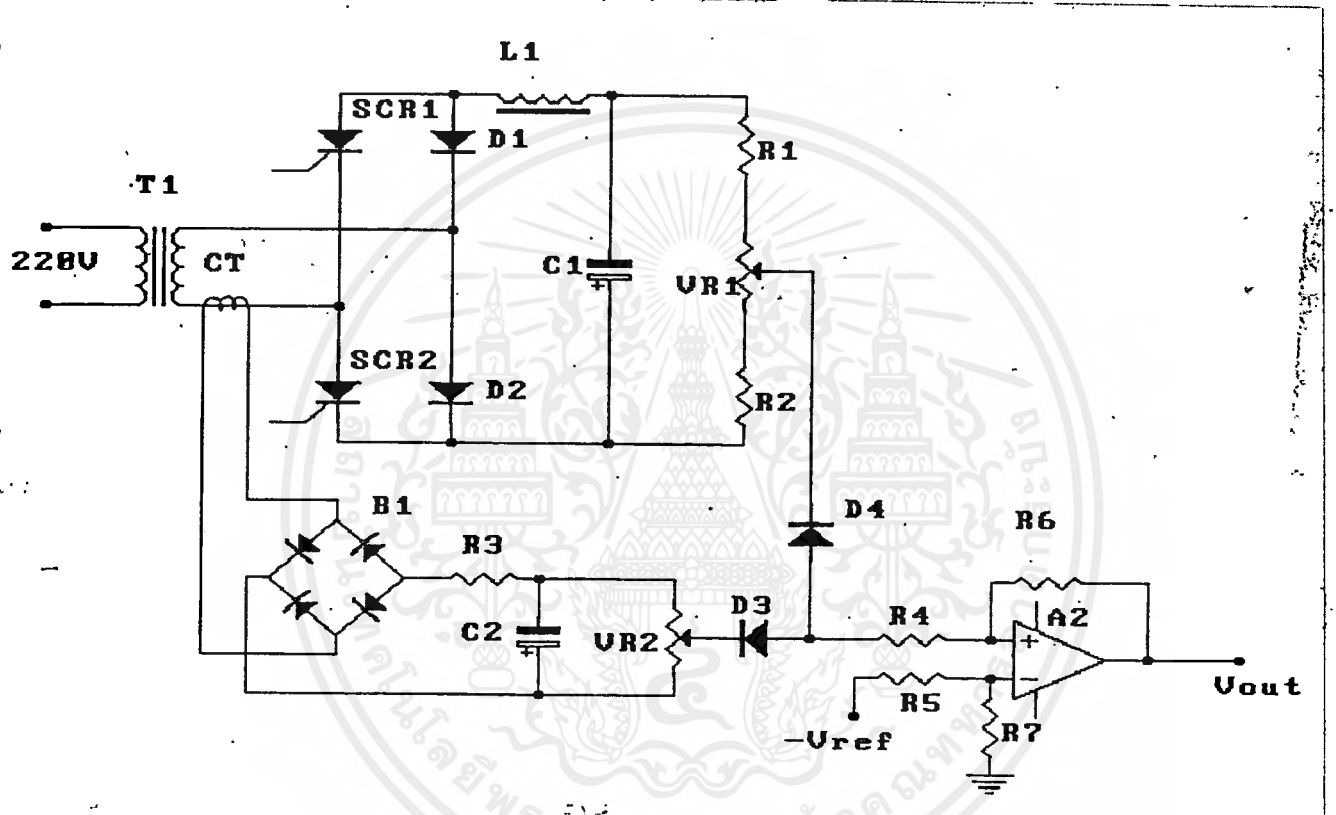 L1
SCR1
D1
R1
T1
220V
CT
C1
VR1
SCR2
D2
R2
B1
R3
D4
R6
C2
VR2
D3
R4
A2
+
-
R5
R7
-Vref
Vout